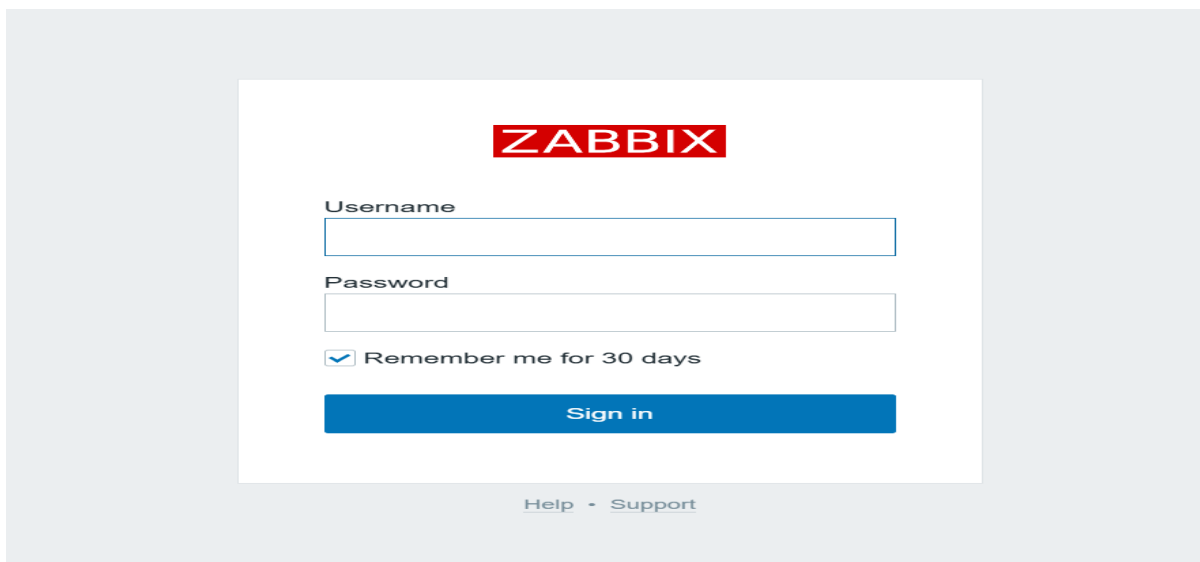 ZABBIX
Username
Password
Remember me for 30 days
Sign in
Help • Support